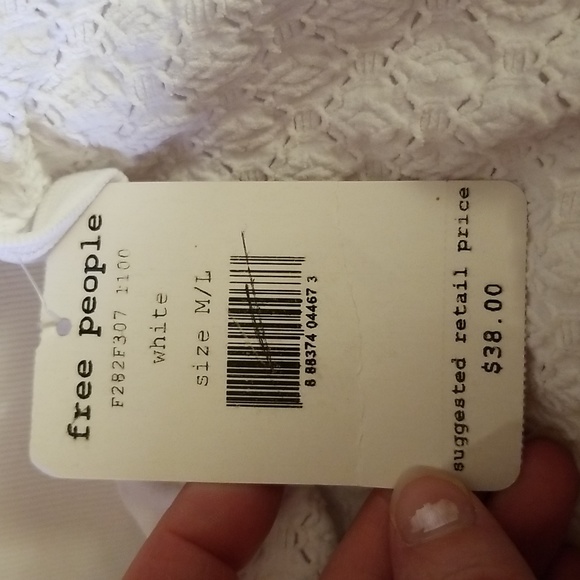 free people
F282F307 1100
white
size M/L
8 88374 04467 3
suggested retail price
$38.00